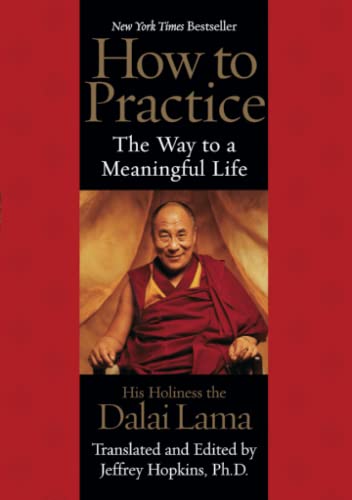 New York Times Bestseller
How to
Practice
The Way to a
Meaningful Life
His Holiness the
Dalai Lama
Translated and Edited by
Jeffrey Hopkins, Ph.D.